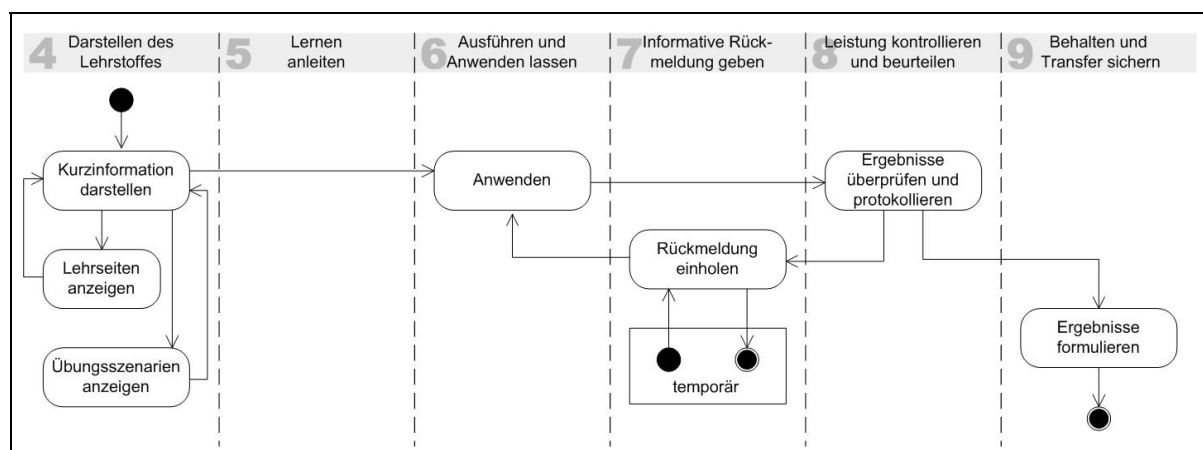 4 Darstellen des
Lehrstoffes
5 Lernen
anleiten
6 Ausführen und
Anwenden lassen
7 Informative Rück-
meldung geben
8 Leistung kontrollieren
und beurteilen
9 Behalten und
Transfer sichern
Kurzinformation
darstellen
Lehrseiten
anzeigen
Übungsszenarien
anzeigen
Anwenden
Rückmeldung
einholen
temporär
Ergebnisse
überprüfen und
protokollieren
Ergebnisse
formulieren